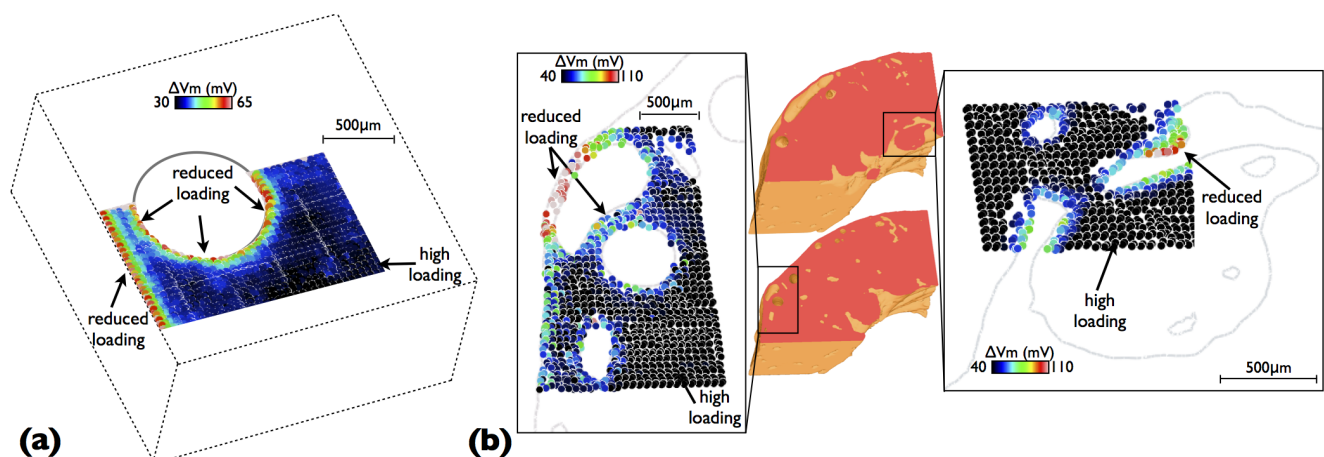 ΔVm (mV)
30 65
500μm
reduced
loading
high
loading
reduced
loading
(a)
ΔVm (mV)
40 110
500μm
reduced
loading
high
loading
(b)
reduced
loading
high
loading
ΔVm (mV)
40 110
500μm